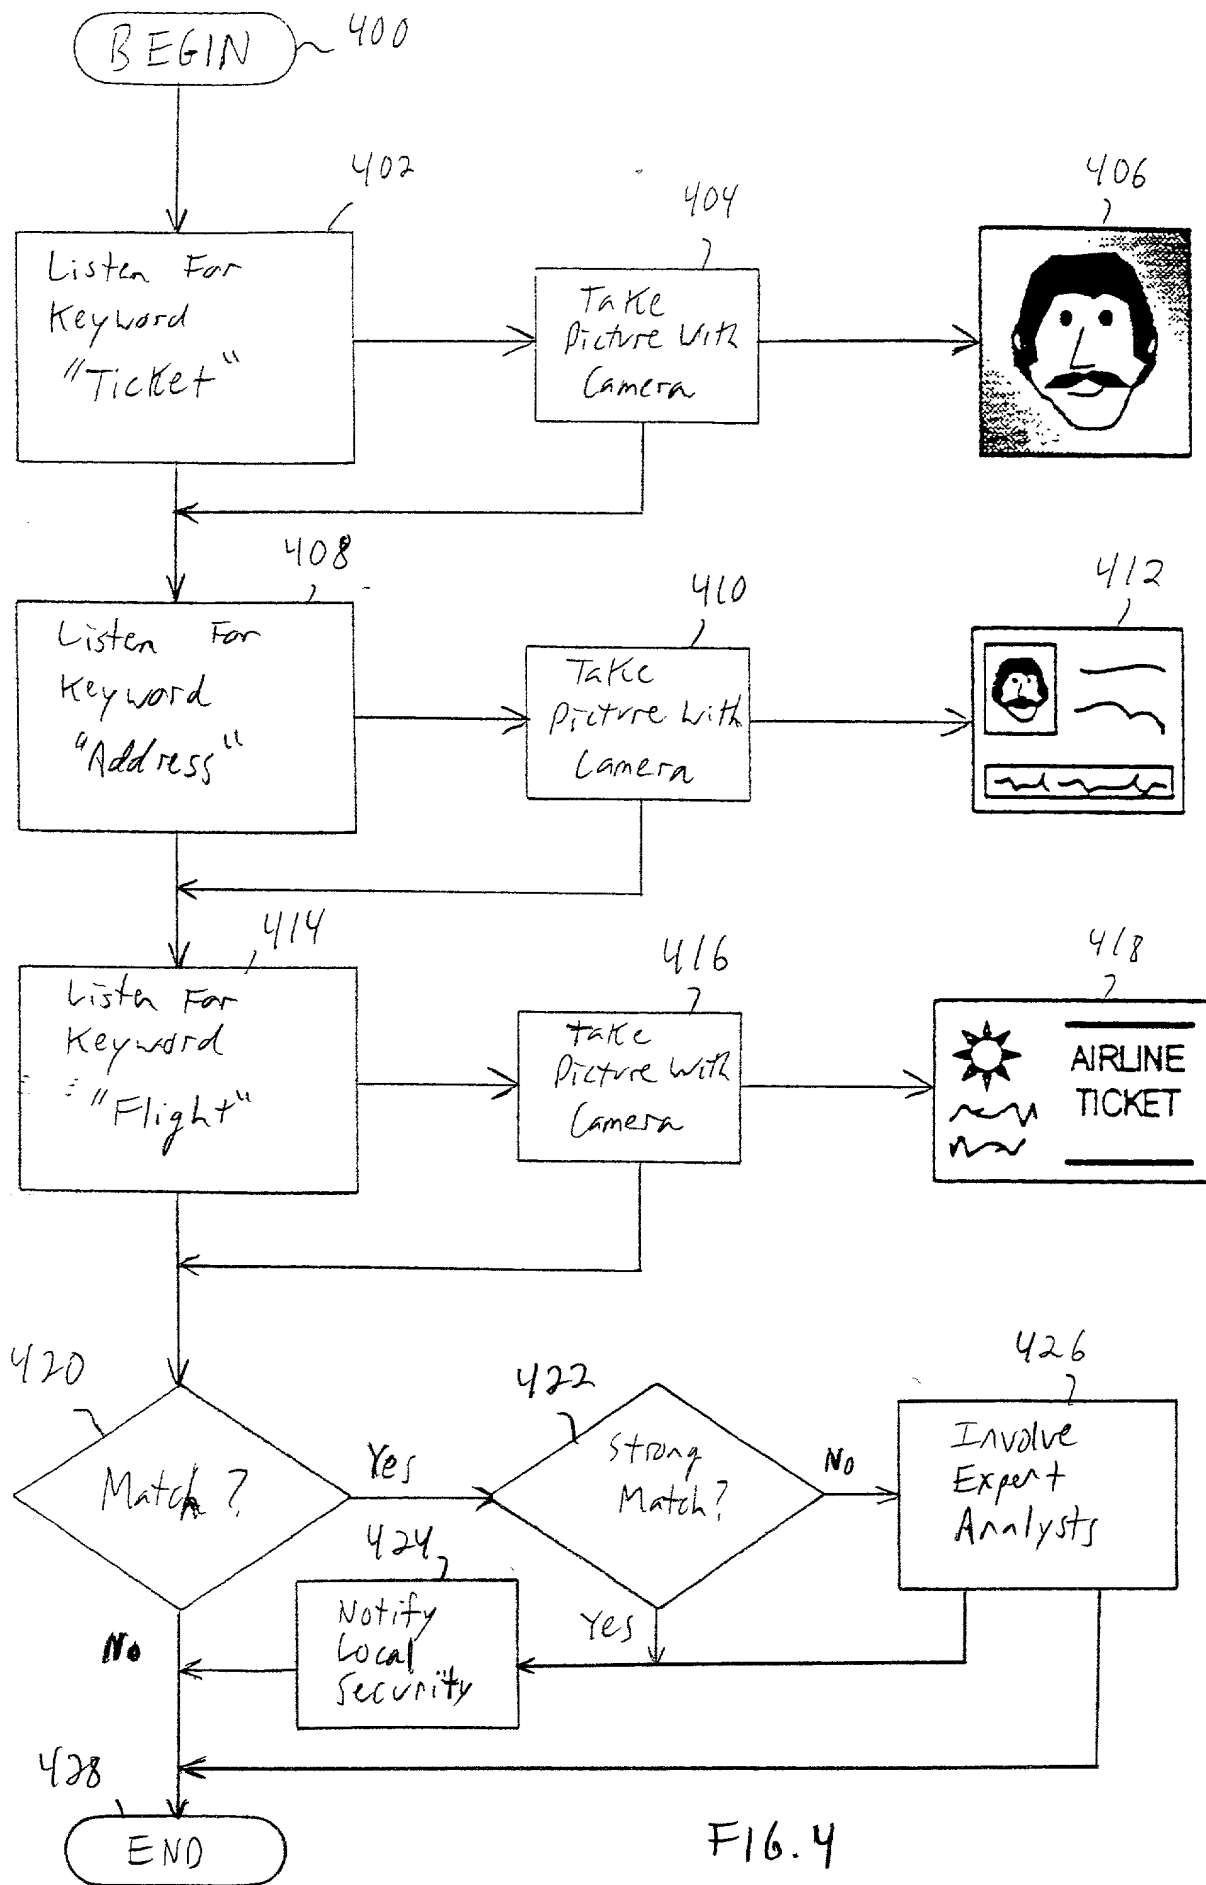 BEGIN
400
402
404
406
Listen For
Keyword
"Ticket"
Take
Picture With
Camera
408
410
412
Listen For
Keyword
"Address"
Take
Picture With
Camera
414
416
418
Listen For
Keyword
"Flight"
Take
Picture With
Camera
AIRLINE
TICKET
420
422
426
Match?
Yes
Strong
Match?
No
Involve
Expert
Analysts
424
Notify
Local
Security
Yes
No
428
END
FIG. 4